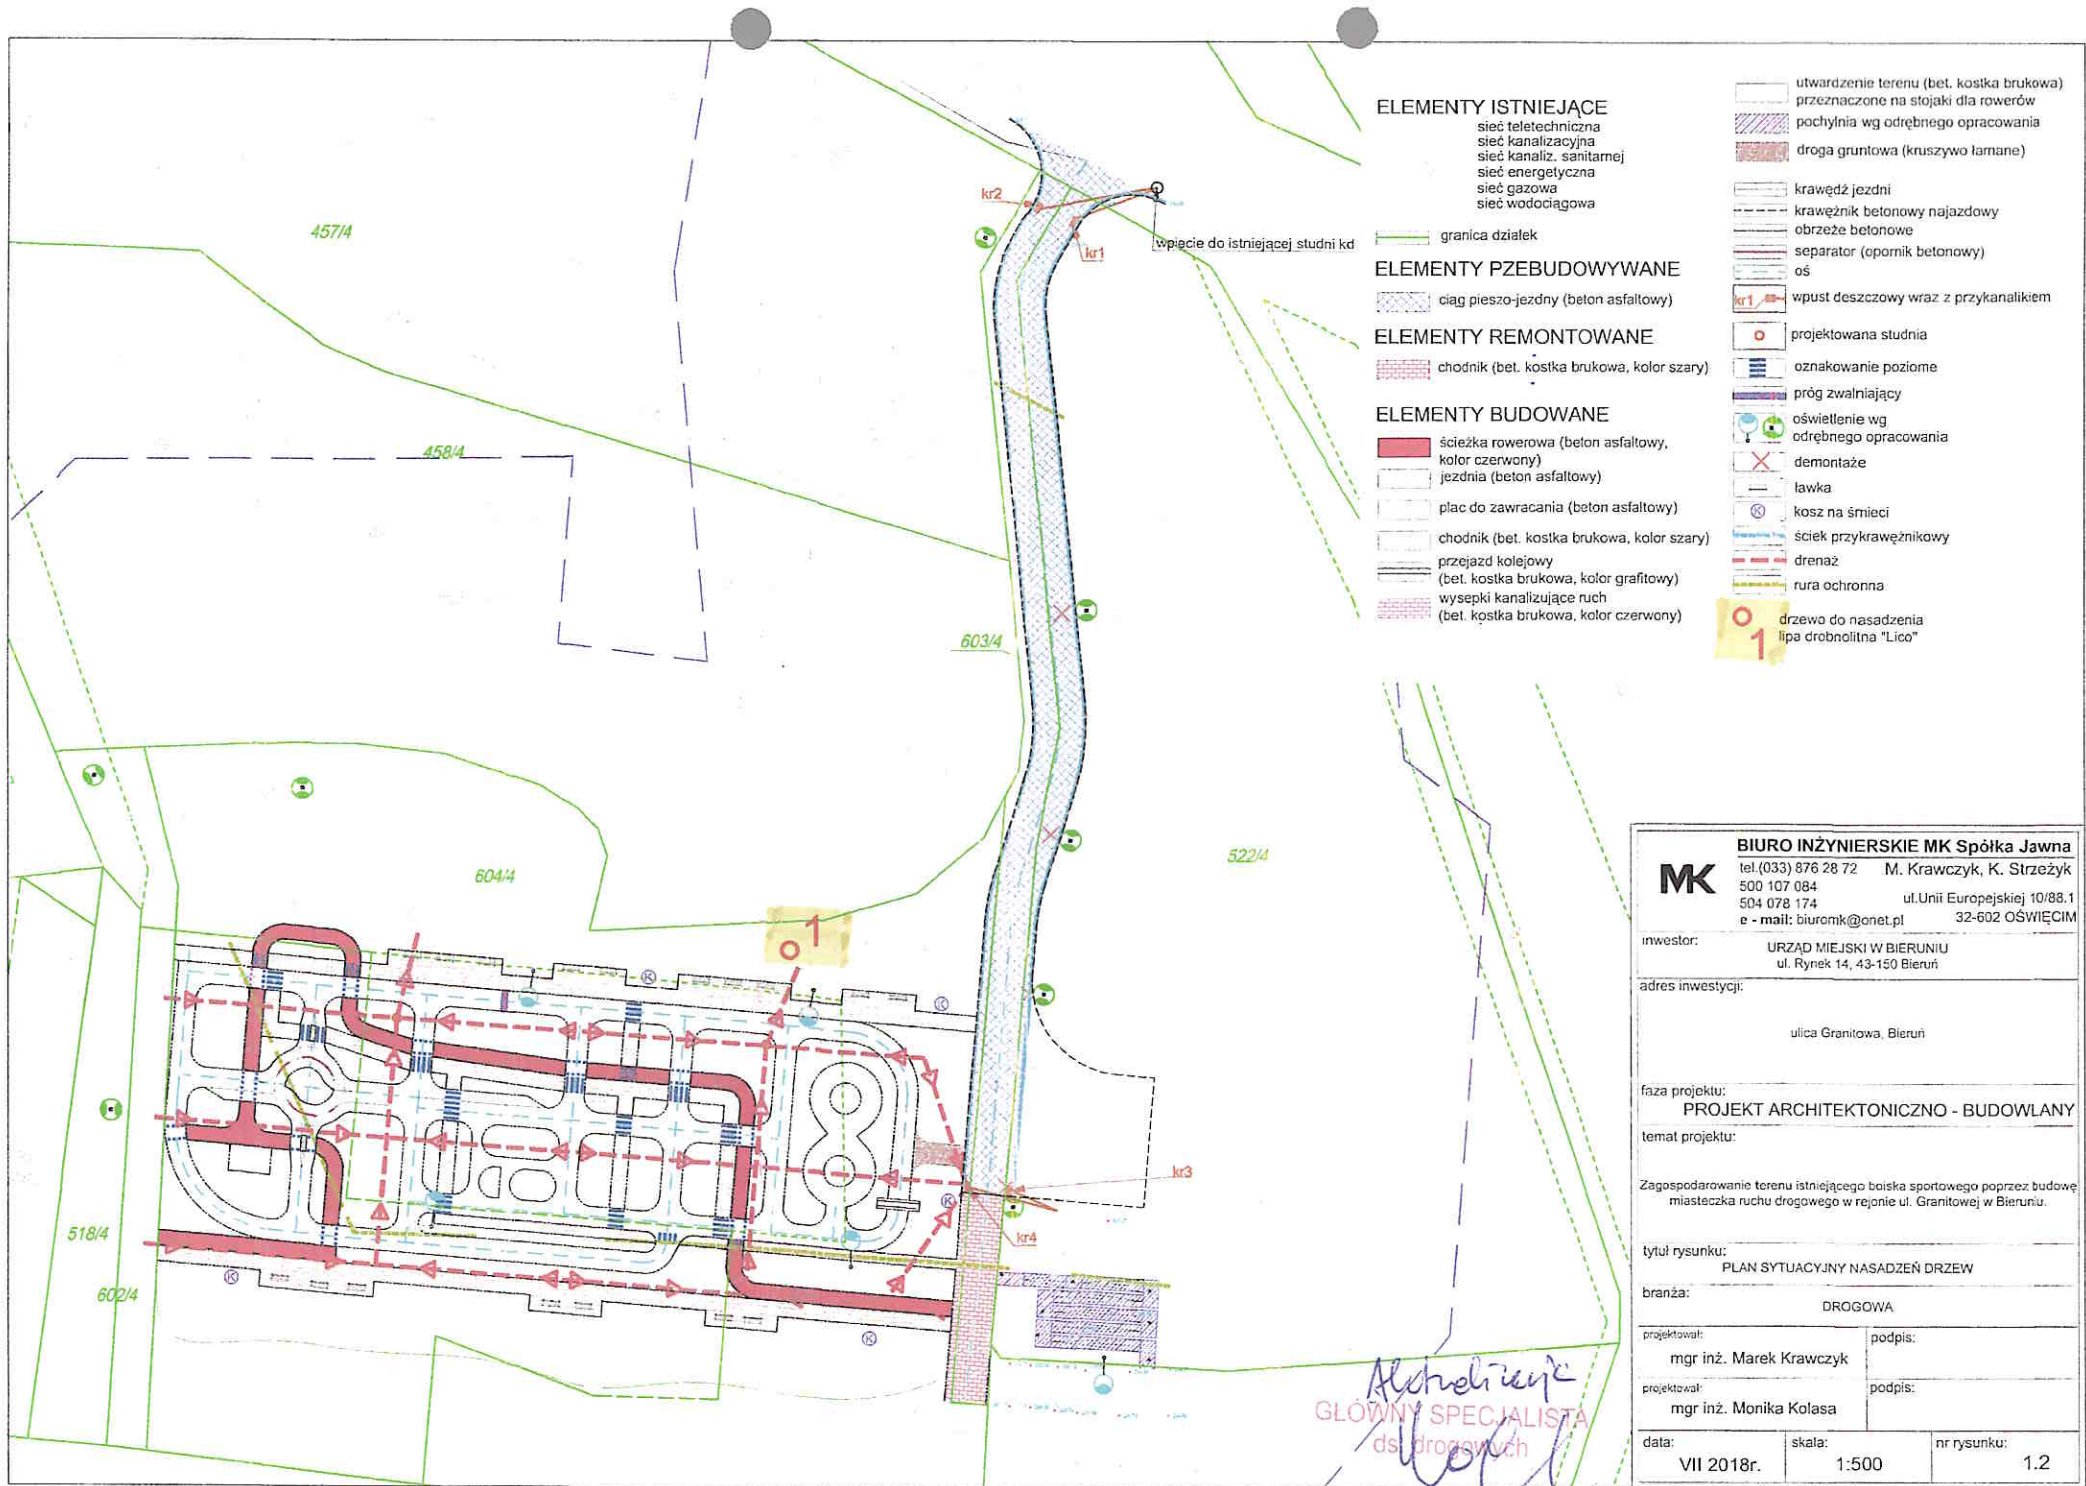 ELEMENTY ISTNIEJĄCE
sieć teletechniczna
sieć kanalizacyjna
sieć kanaliz. sanitarnej
sieć energetyczna
sieć gazowa
sieć wodociągowa
granica działek
ELEMENTY PZEBUDOWYWANE
ciąg pieszo-jezdny (beton asfaltowy)
ELEMENTY REMONTOWANE
chodnik (bet. kostka brukowa, kolor szary)
ELEMENTY BUDOWANE
ścieżka rowerowa (beton asfaltowy,
kolor czerwony)
jezdnia (beton asfaltowy)
plac do zawracania (beton asfaltowy)
chodnik (bet. kostka brukowa, kolor szary)
przejazd kolejowy
(bet. kostka brukowa, kolor grafitowy)
wysepki kanalizujące ruch
(bet. kostka brukowa, kolor czerwony)
utwardzenie terenu (bet. kostka brukowa)
przeznaczone na stojaki dla rowerów
pochylnia wg odrębnego opracowania
droga gruntowa (kruszywo łamane)
krawędź jezdni
krawężnik betonowy najazdowy
obrzeże betonowe
separator (opornik betonowy)
oś
kr1 wpust deszczowy wraz z przykanalikiem
projektowana studnia
oznakowanie poziome
próg zwalniający
oświetlenie wg
odrębnego opracowania
demontaże
ławka
K kosz na śmieci
ściek przykrawężnikowy
drenaż
rura ochronna
1 drzewo do nasadzenia
lipa drobnolitna "Lico"
457/4
kr2
kr1
wpięcie do istniejącej studni kd
458/4
603/4
604/4
522/4
1
K
K
K
kr3
kr4
518/4
602/4
K
K
Aktualizacja
GŁÓWNY SPECJALISTA
ds. drogowych
MK
BIURO INŻYNIERSKIE MK Spółka Jawna
tel.(033) 876 28 72 M. Krawczyk, K. Strzeżyk
500 107 084
504 078 174 ul.Unii Europejskiej 10/88.1
e - mail: biuromk@onet.pl 32-602 OŚWIĘCIM
inwestor:
URZĄD MIEJSKI W BIERUNIU
ul. Rynek 14, 43-150 Bieruń
adres inwestycji:
ulica Granitowa, Bieruń
faza projektu:
PROJEKT ARCHITEKTONICZNO - BUDOWLANY
temat projektu:
Zagospodarowanie terenu istniejącego boiska sportowego poprzez budowę
miasteczka ruchu drogowego w rejonie ul. Granitowej w Bieruniu.
tytuł rysunku:
PLAN SYTUACYJNY NASADZEŃ DRZEW
branża:
DROGOWA
projektował: podpis:
mgr inż. Marek Krawczyk
projektował: podpis:
mgr inż. Monika Kolasa
data: skala: nr rysunku:
VII 2018r. 1:500 1.2